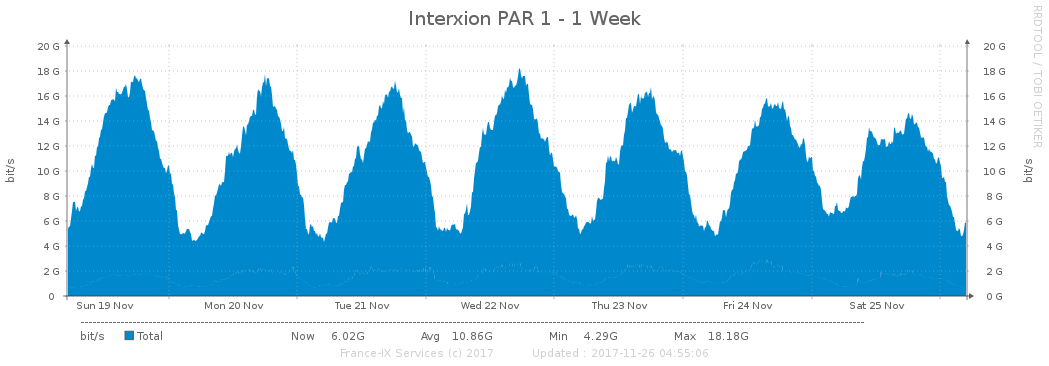 Interxion PAR 1 - 1 Week
RRDTOOL / TOBI OETIKER
20 G 20 G
18 G 18 G
16 G 16 G
14 G 14 G
12 G 12 G
10 G 10 G
8 G 8 G
6 G 6 G
4 G 4 G
2 G 2 G
0 0 G
bit/s bit/s
Sun 19 Nov Mon 20 Nov Tue 21 Nov Wed 22 Nov Thu 23 Nov Fri 24 Nov Sat 25 Nov
bit/s Total Now 6.02G Avg 10.86G Min 4.29G Max 18.18G
France-IX Services (c) 2017 Updated : 2017-11-26 04:55:06